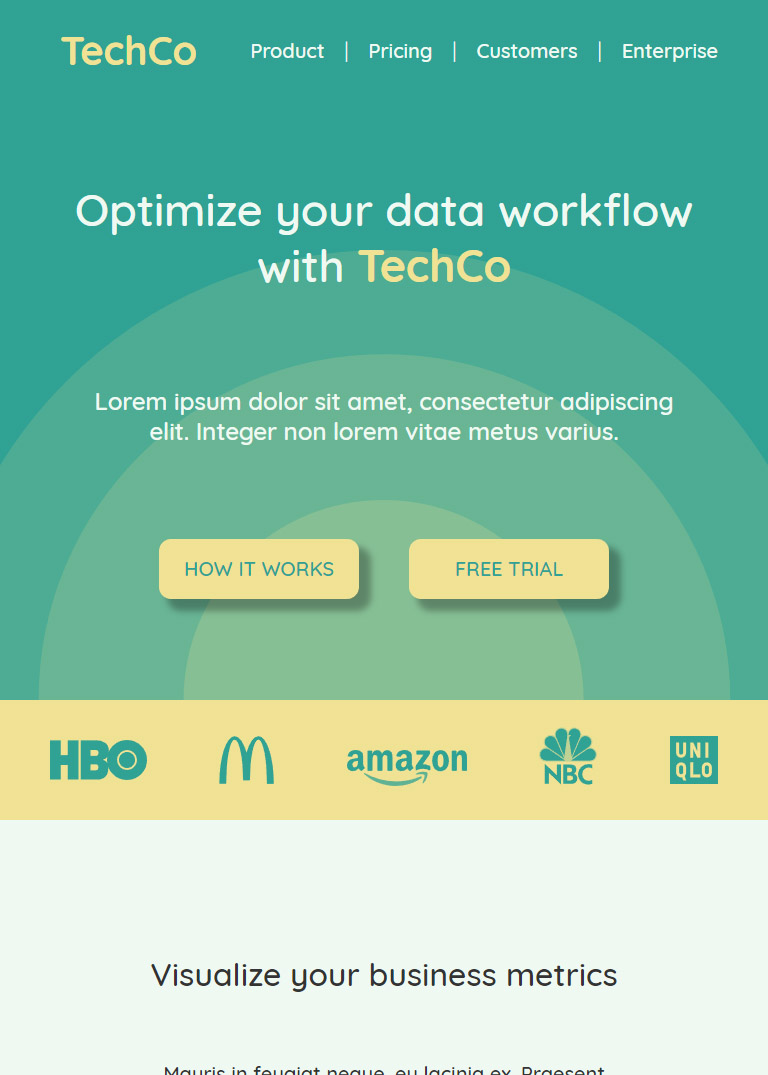 TechCo
Product | Pricing | Customers | Enterprise
Optimize your data workflow
with TechCo
Lorem ipsum dolor sit amet, consectetur adipiscing
elit. Integer non lorem vitae metus varius.
HOW IT WORKS
FREE TRIAL
HBO
amazon
NBC
UNI
QLO
Visualize your business metrics
Mauris in feugiat neque, eu lacinia ex. Praesent